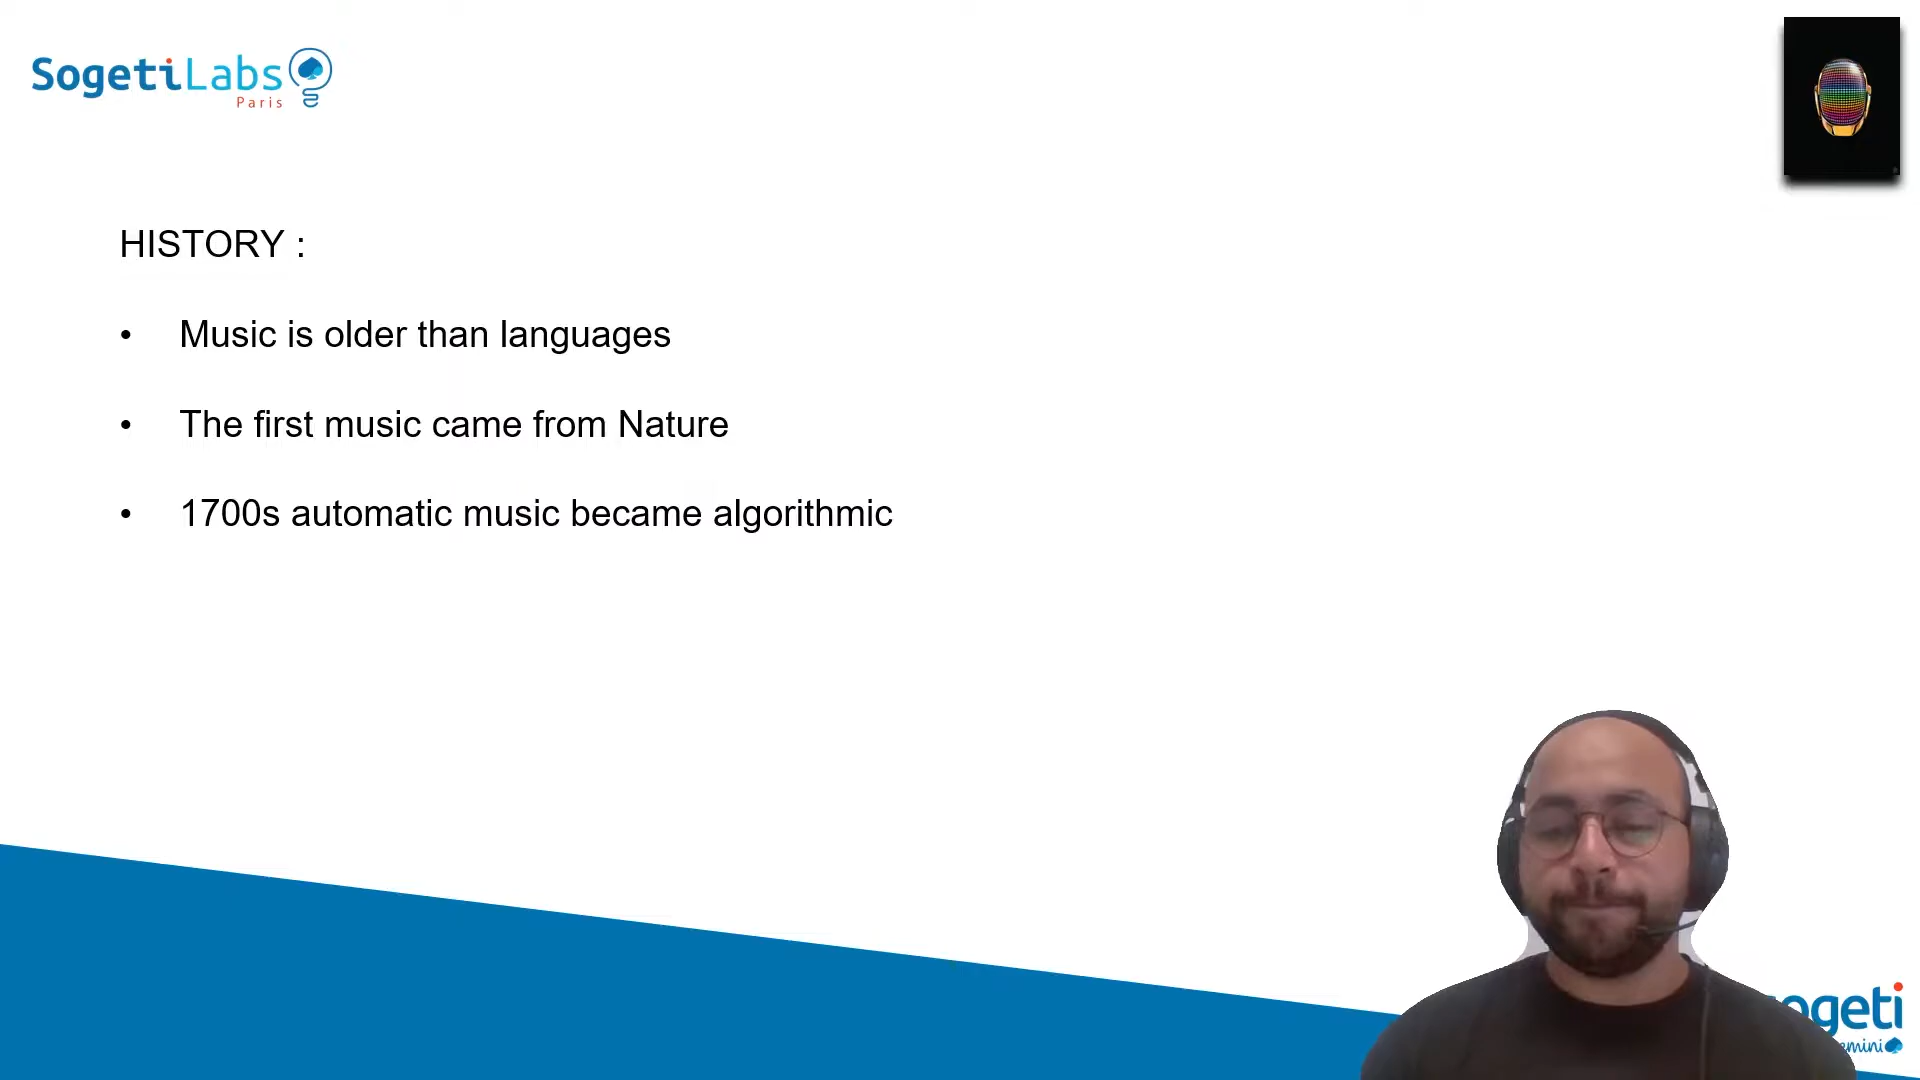 SogetiLabs
Paris
HISTORY :
• Music is older than languages
• The first music came from Nature
• 1700s automatic music became algorithmic